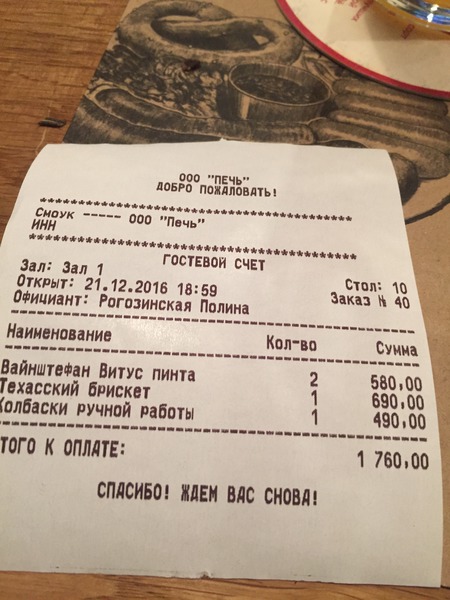 ООО "ПЕЧЬ"
ДОБРО ПОЖАЛОВАТЬ!
****************************************
Смоук ----- ООО "Печь"
ИНН
****************************************
ГОСТЕВОЙ СЧЕТ
Зал: Зал 1 Стол: 10
Открыт: 21.12.2016 18:59 Заказ № 40
Официант: Рогозинская Полина
Наименование Кол-во Сумма
Вайнштефан Витус пинта 2 580,00
Техасский брискет 1 690,00
Колбаски ручной работы 1 490,00
ТОГО К ОПЛАТЕ: 1 760,00
СПАСИБО! ЖДЕМ ВАС СНОВА!